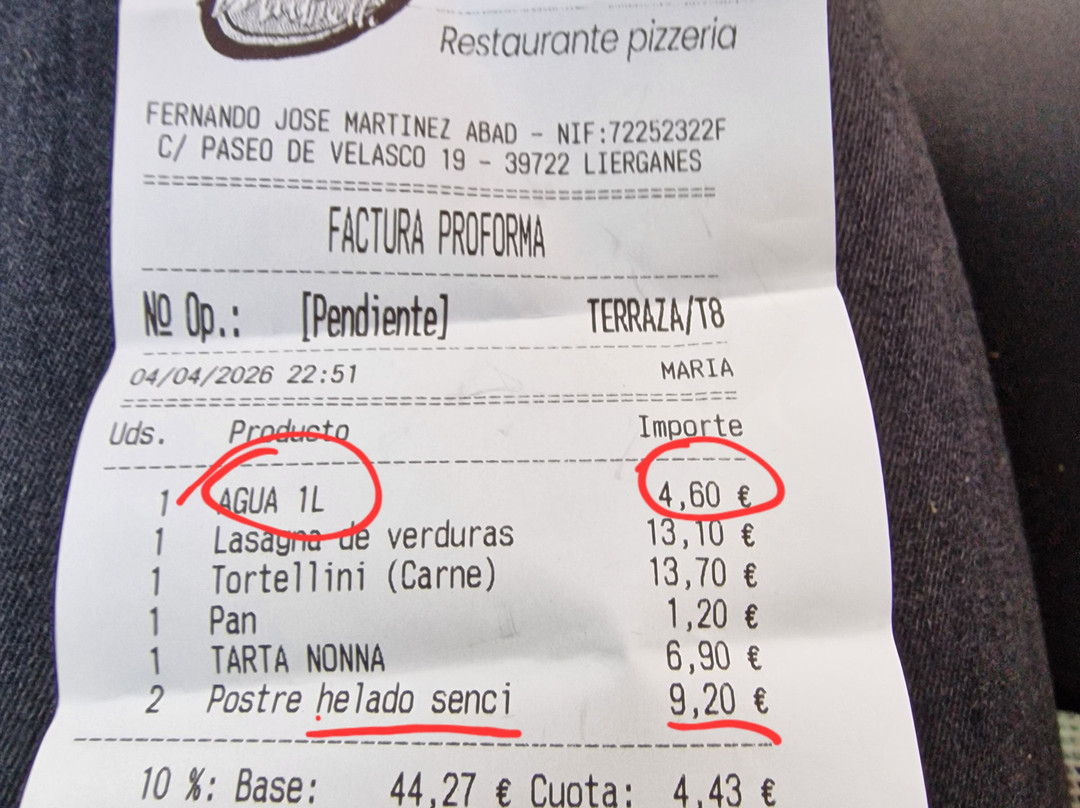 Restaurante pizzeria
FERNANDO JOSE MARTINEZ ABAD - NIF:72252322F
C/ PASEO DE VELASCO 19 - 39722 LIERGANES
FACTURA PROFORMA
Nº Op.: [Pendiente] TERRAZA/T8
04/04/2026 22:51 MARIA
Uds. Producto Importe
1 AGUA 1L 4,60 €
1 Lasagna de verduras 13,10 €
1 Tortellini (Carne) 13,70 €
1 Pan 1,20 €
1 TARTA NONNA 6,90 €
2 Postre helado senci 9,20 €
10 %: Base: 44,27 € Cuota: 4,43 €